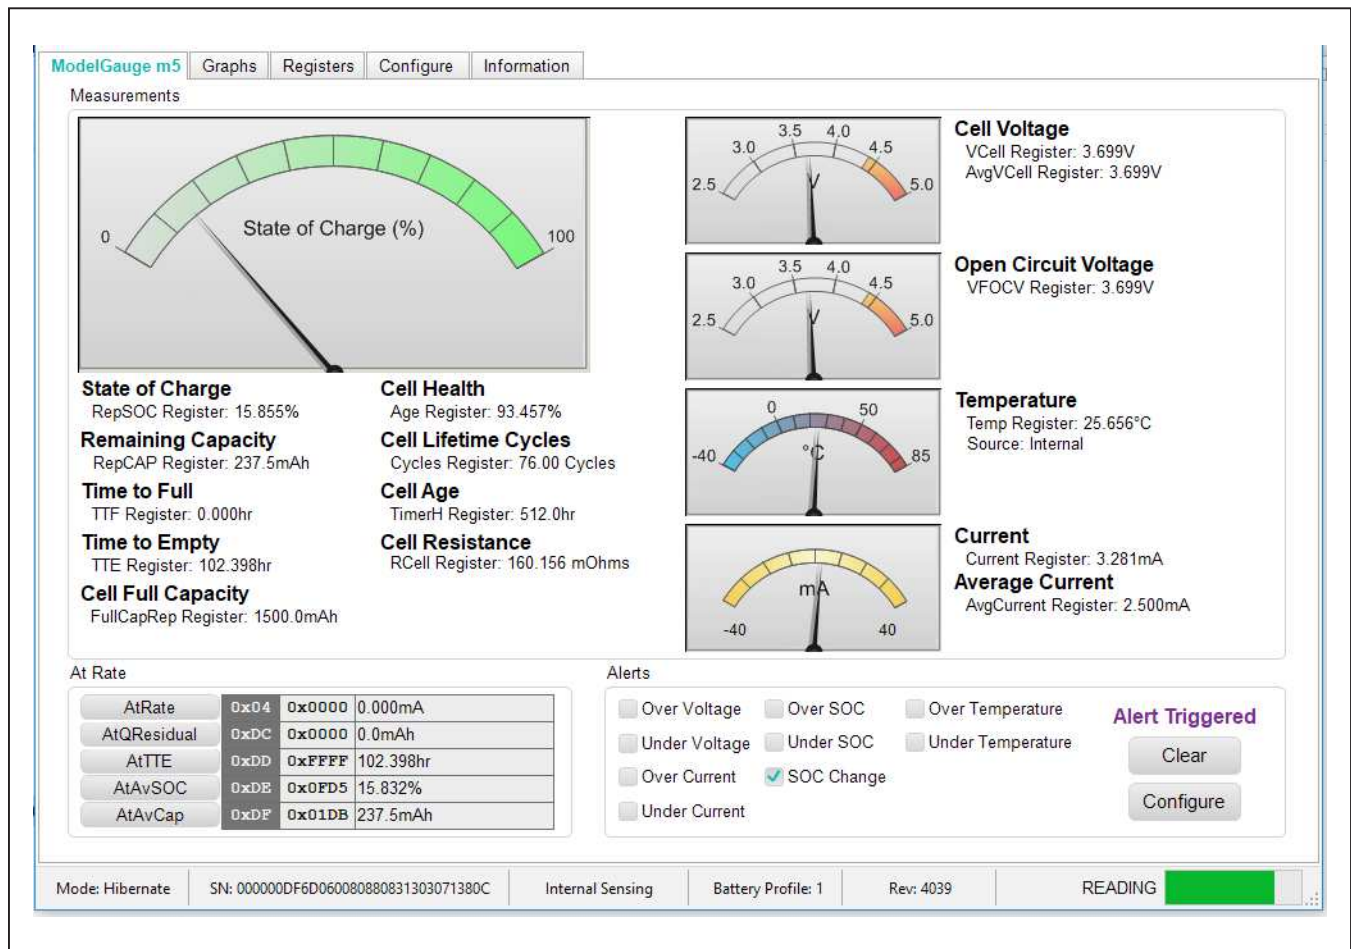 ModelGauge m5 Graphs Registers Configure Information
Measurements
0 State of Charge (%) 100
2.5 3.0 3.5 4.0 4.5 5.0
V
Cell Voltage
VCell Register: 3.699V
AvgVCell Register: 3.699V
2.5 3.0 3.5 4.0 4.5 5.0
V
Open Circuit Voltage
VFOCV Register: 3.699V
State of Charge
RepSOC Register: 15.855%
Remaining Capacity
RepCAP Register: 237.5mAh
Time to Full
TTF Register: 0.000hr
Time to Empty
TTE Register: 102.398hr
Cell Full Capacity
FullCapRep Register: 1500.0mAh
Cell Health
Age Register: 93.457%
Cell Lifetime Cycles
Cycles Register: 76.00 Cycles
Cell Age
TimerH Register: 512.0hr
Cell Resistance
RCell Register: 160.156 mOhms
-40 0 50 85
°C
Temperature
Temp Register: 25.656°C
Source: Internal
mA
-40 40
Current
Current Register: 3.281mA
Average Current
AvgCurrent Register: 2.500mA
At Rate
AtRate 0x04 0x0000 0.000mA
AtQResidual 0xDC 0x0000 0.0mAh
AtTTE 0xDD 0xFFFF 102.398hr
AtAvSOC 0xDE 0x0FD5 15.832%
AtAvCap 0xDF 0x01DB 237.5mAh
Alerts
Over Voltage Over SOC Over Temperature
Under Voltage Under SOC Under Temperature
Over Current SOC Change
Under Current
Alert Triggered
Clear
Configure
Mode: Hibernate SN: 000000DF6D060080880831303071380C Internal Sensing Battery Profile: 1 Rev: 4039 READING